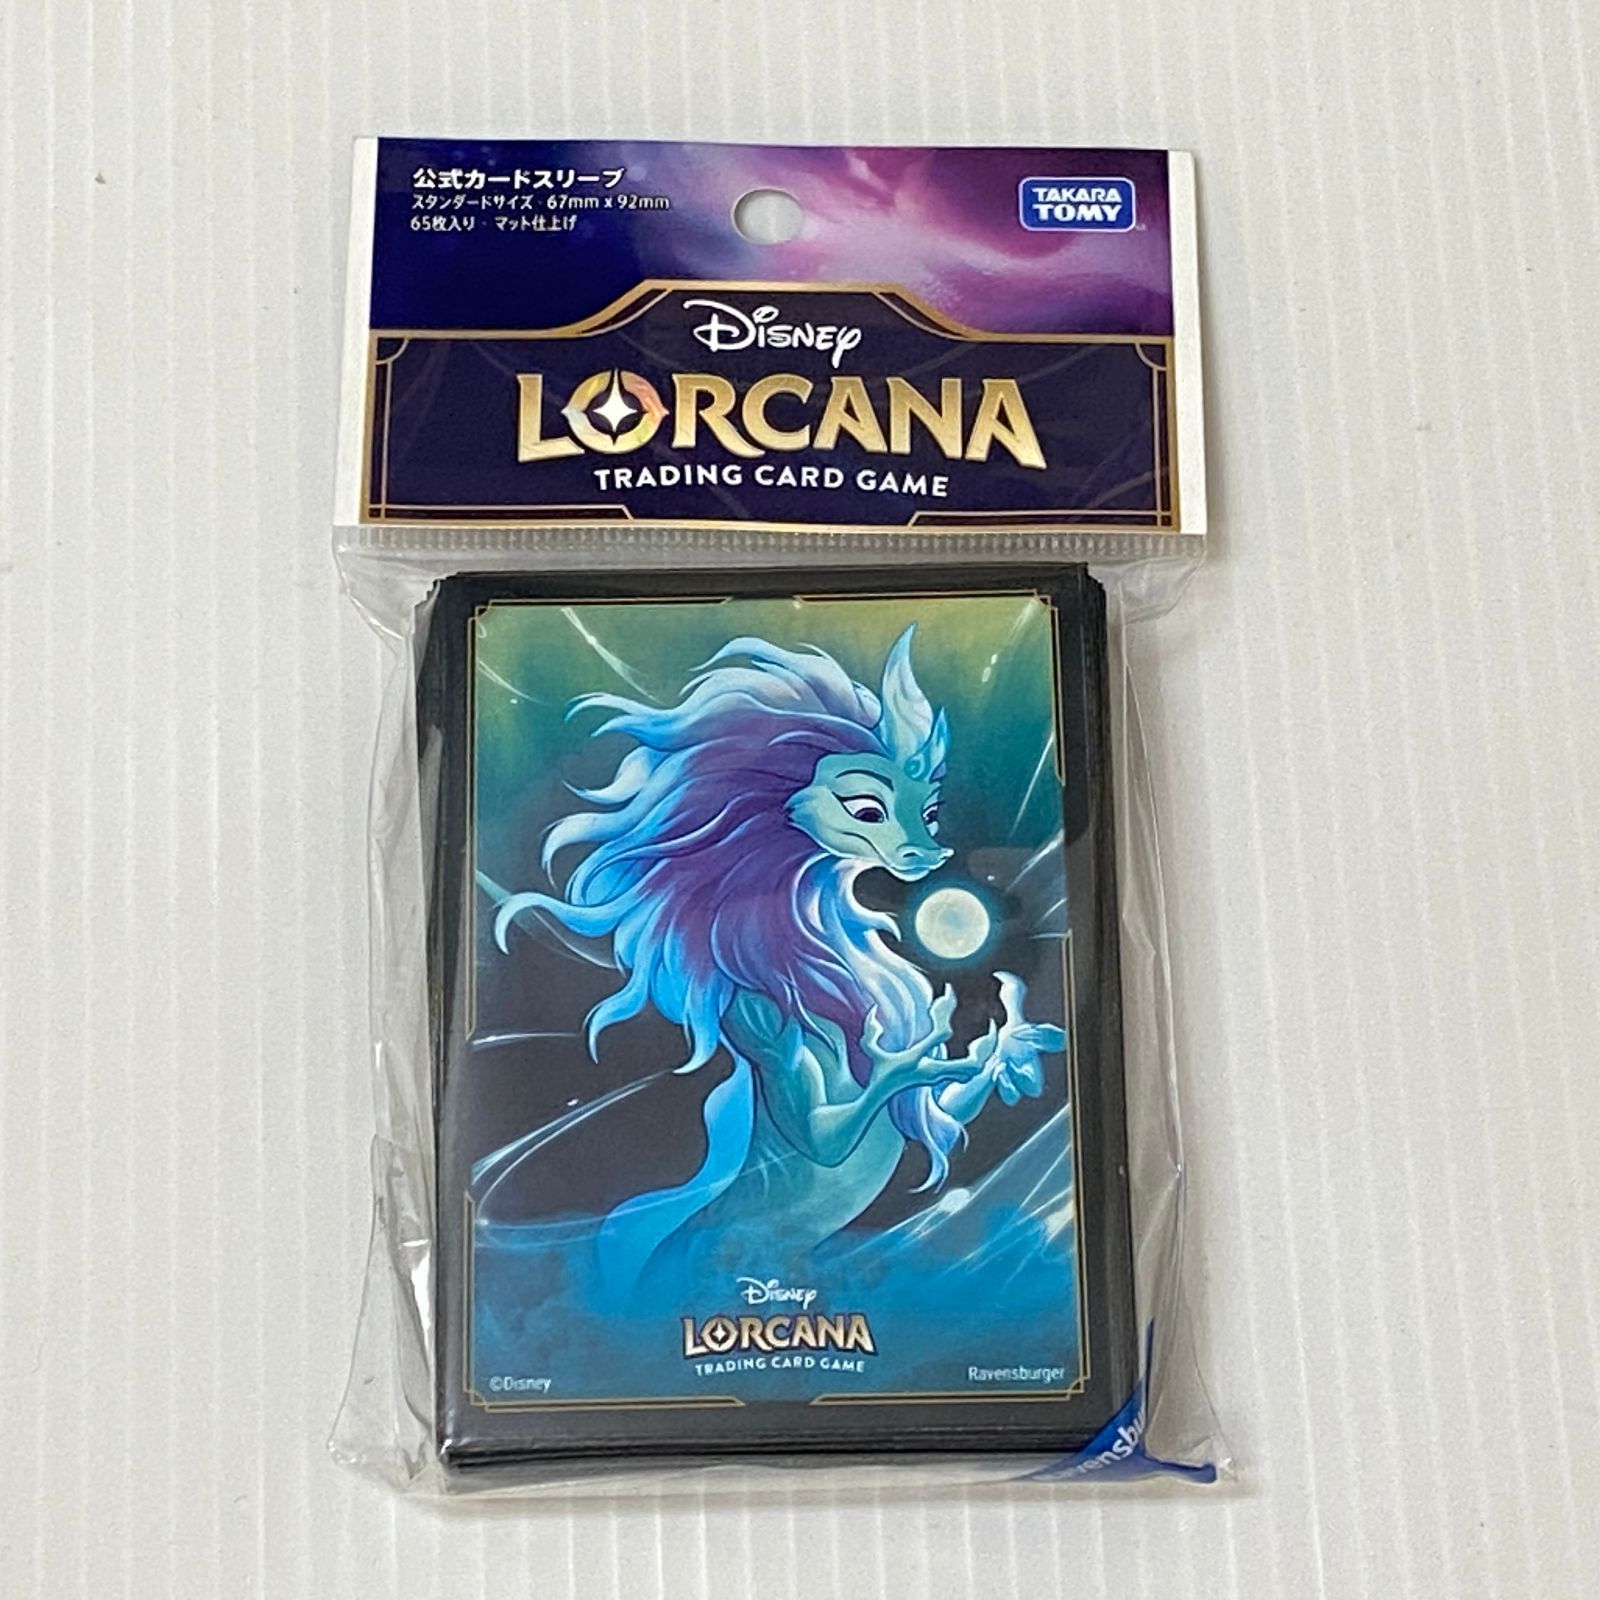 公式カードスリーブ
スタンダードサイズ・67mm x 92mm
65枚入り・マット仕上げ
TAKARA
TOMY
Disney
LORCANA
TRADING CARD GAME
Disney
LORCANA
TRADING CARD GAME
©Disney
Ravensburger